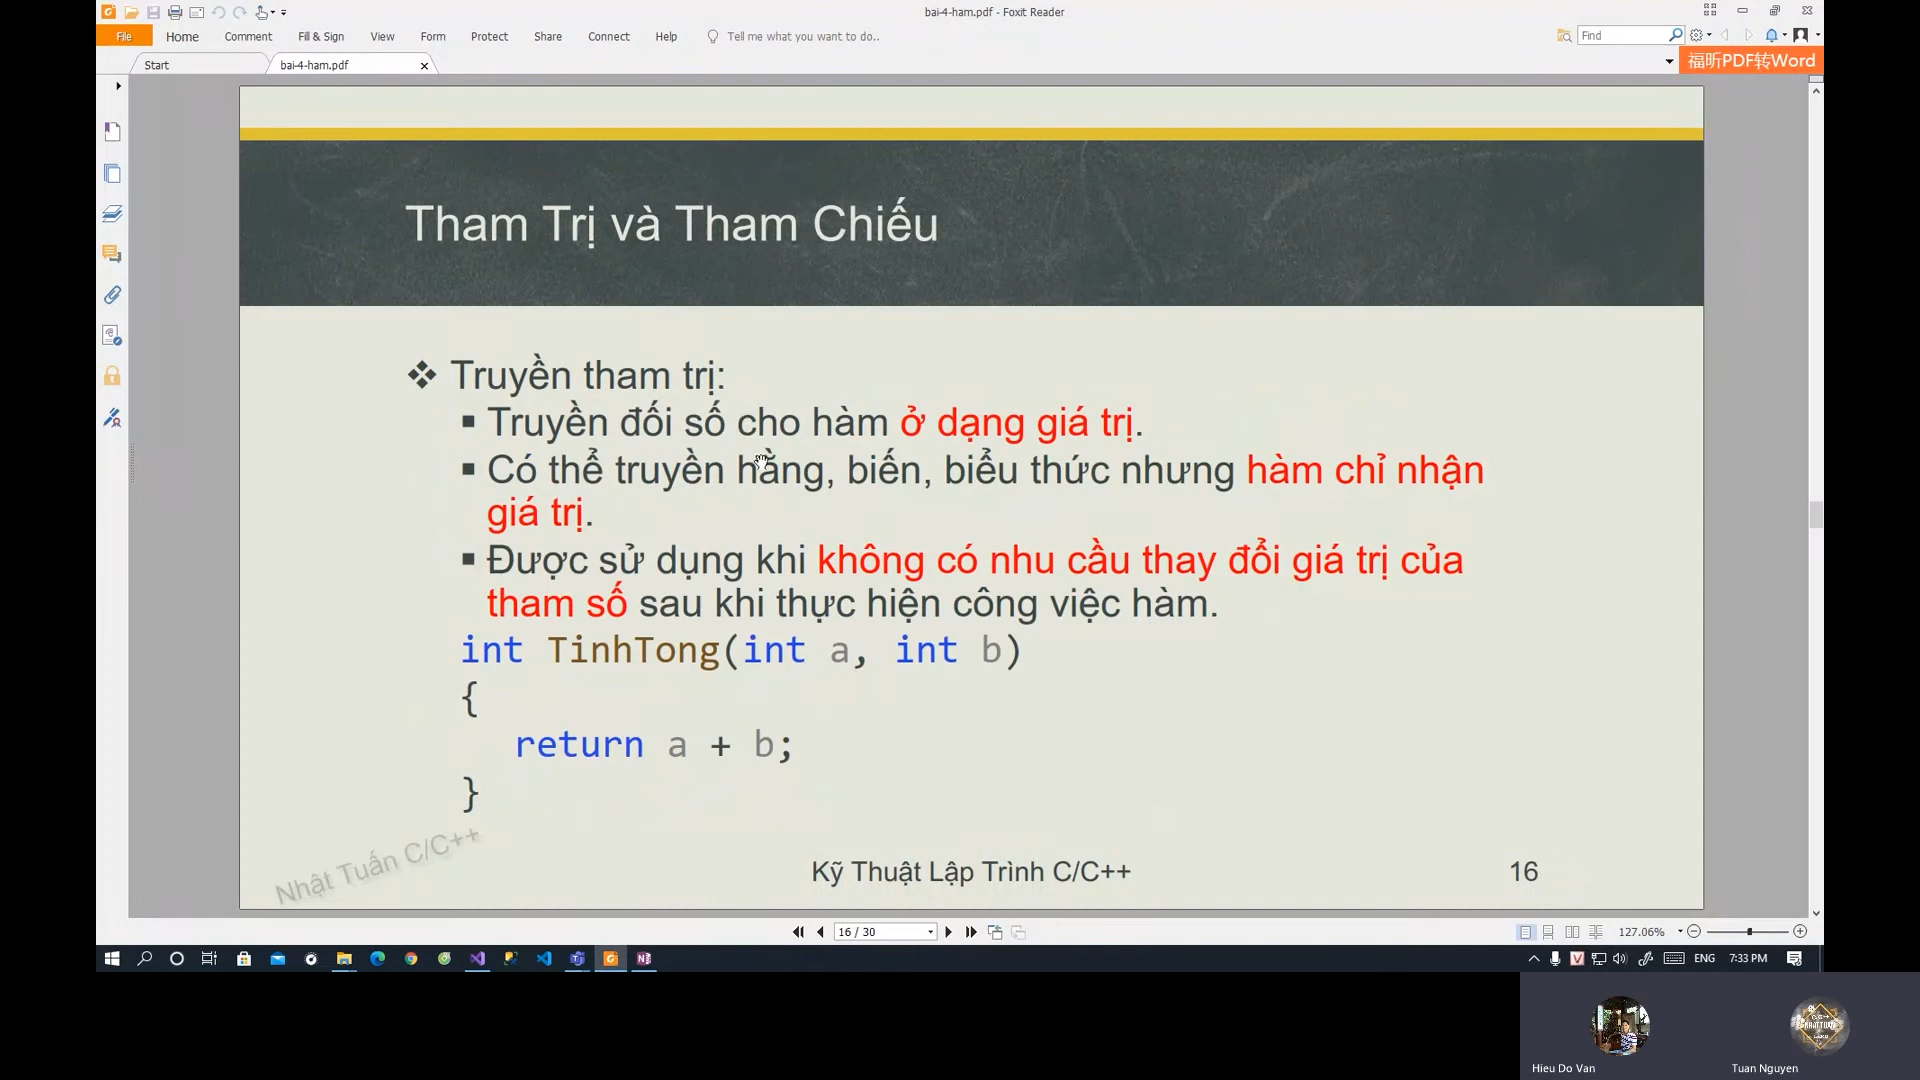 bai-4-ham.pdf - Foxit Reader
File Home Comment Fill & Sign View Form Protect Share Connect Help Tell me what you want to do.. Find
Start bai-4-ham.pdf 福昕PDF转Word
Tham Trị và Tham Chiếu
Truyền tham trị:
Truyền đối số cho hàm ở dạng giá trị.
Có thể truyền hằng, biến, biểu thức nhưng hàm chỉ nhận
giá trị.
Được sử dụng khi không có nhu cầu thay đổi giá trị của
tham số sau khi thực hiện công việc hàm.
int TinhTong(int a, int b)
{
return a + b;
}
Nhật Tuấn C/C++
Kỹ Thuật Lập Trình C/C++ 16
16 / 30 127.06%
ENG 7:33 PM
Hieu Do Van Tuan Nguyen